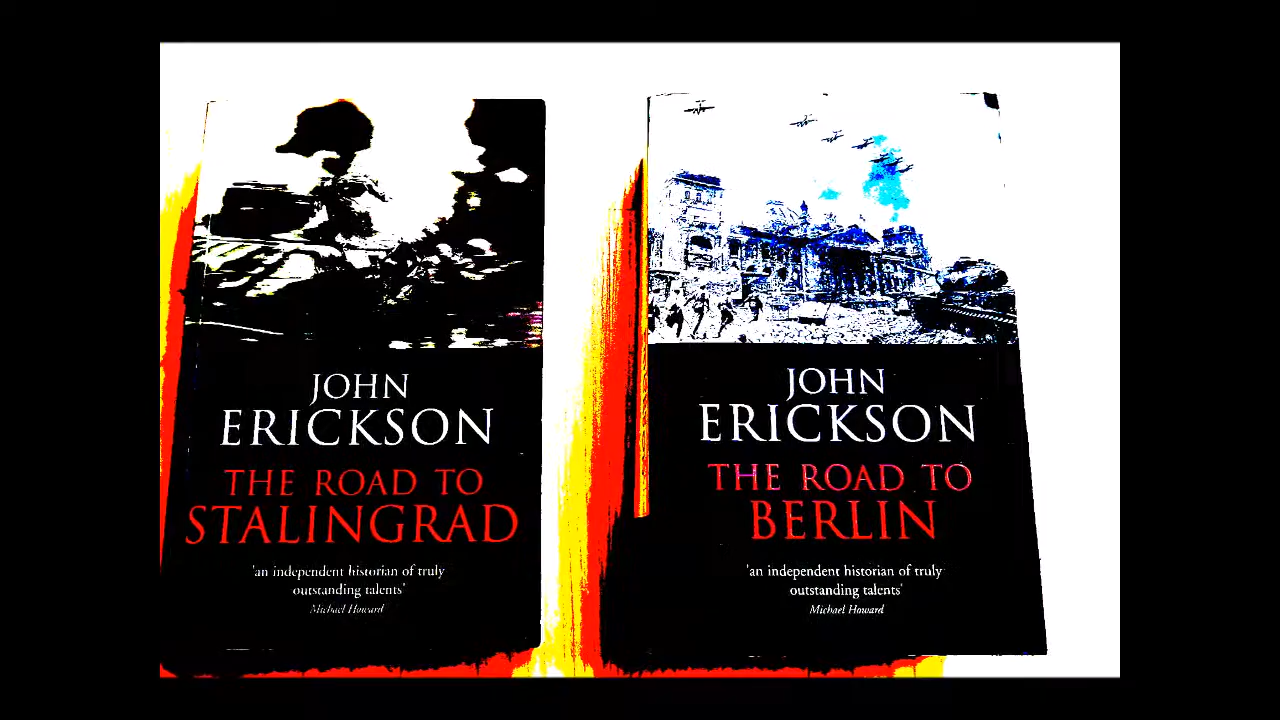 JOHN
ERICKSON
THE ROAD TO
STALINGRAD
'an independent historian of truly
outstanding talents'
Michael Howard
JOHN
ERICKSON
THE ROAD TO
BERLIN
'an independent historian of truly
outstanding talents'
Michael Howard